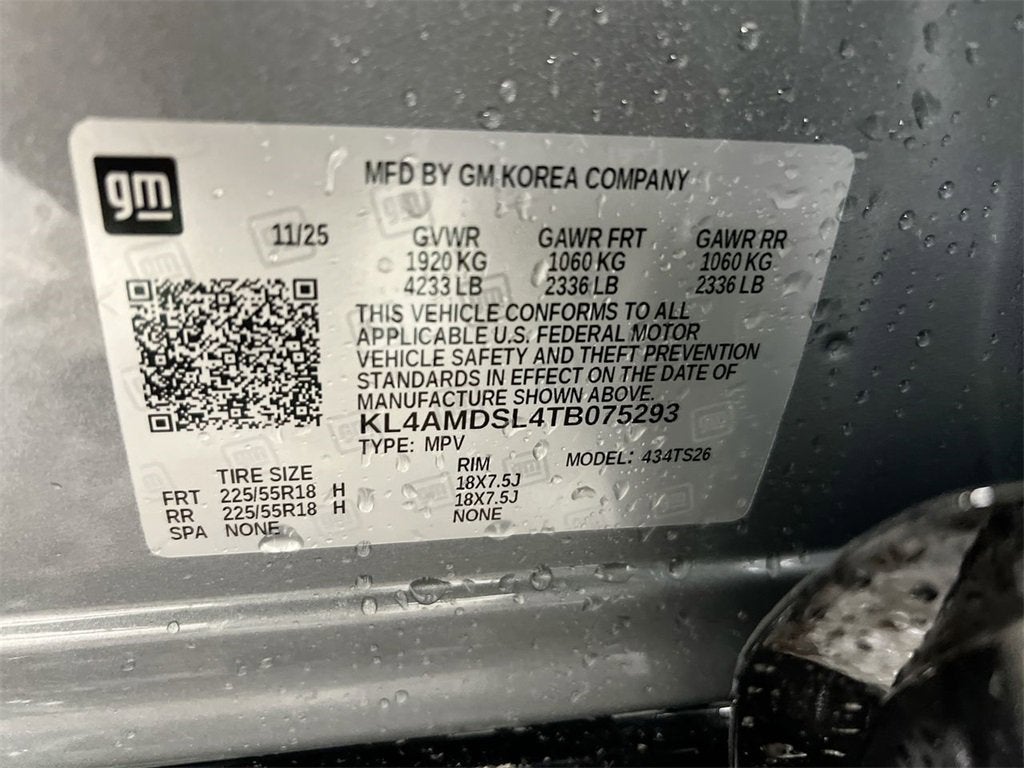 gm
MFD BY GM KOREA COMPANY
11/25 GVWR GAWR FRT GAWR RR
1920 KG 1060 KG 1060 KG
4233 LB 2336 LB 2336 LB
THIS VEHICLE CONFORMS TO ALL
APPLICABLE U.S. FEDERAL MOTOR
VEHICLE SAFETY AND THEFT PREVENTION
STANDARDS IN EFFECT ON THE DATE OF
MANUFACTURE SHOWN ABOVE.
KL4AMDSL4TB075293
TYPE: MPV MODEL: 434TS26
TIRE SIZE RIM
FRT 225/55R18 H 18X7.5J
RR 225/55R18 H 18X7.5J
SPA NONE NONE